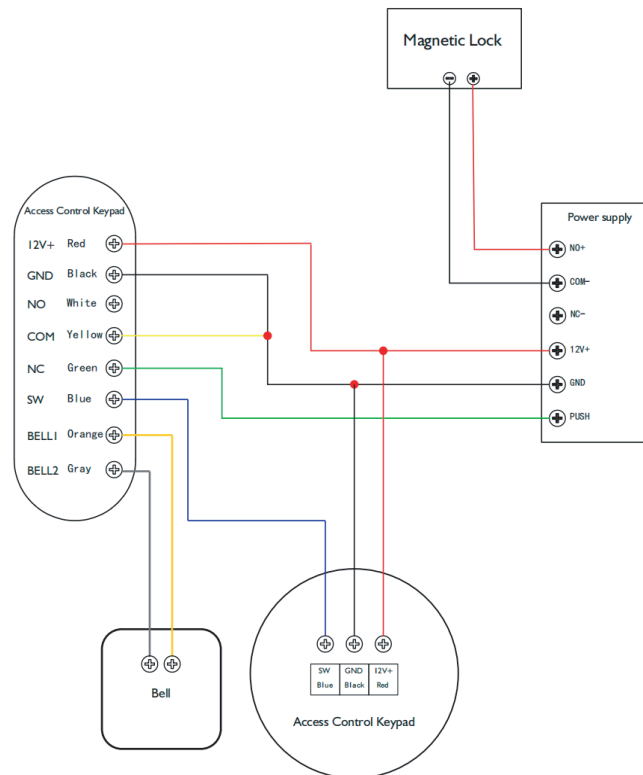 Magnetic Lock
Access Control Keypad
12V+ Red
GND Black
NO White
COM Yellow
NC Green
SW Blue
BELL1 Orange
BELL2 Gray
Power supply
NO+
COM-
NC-
12V+
GND
PUSH
Bell
SW GND 12V+
Blue Black Red
Access Control Keypad